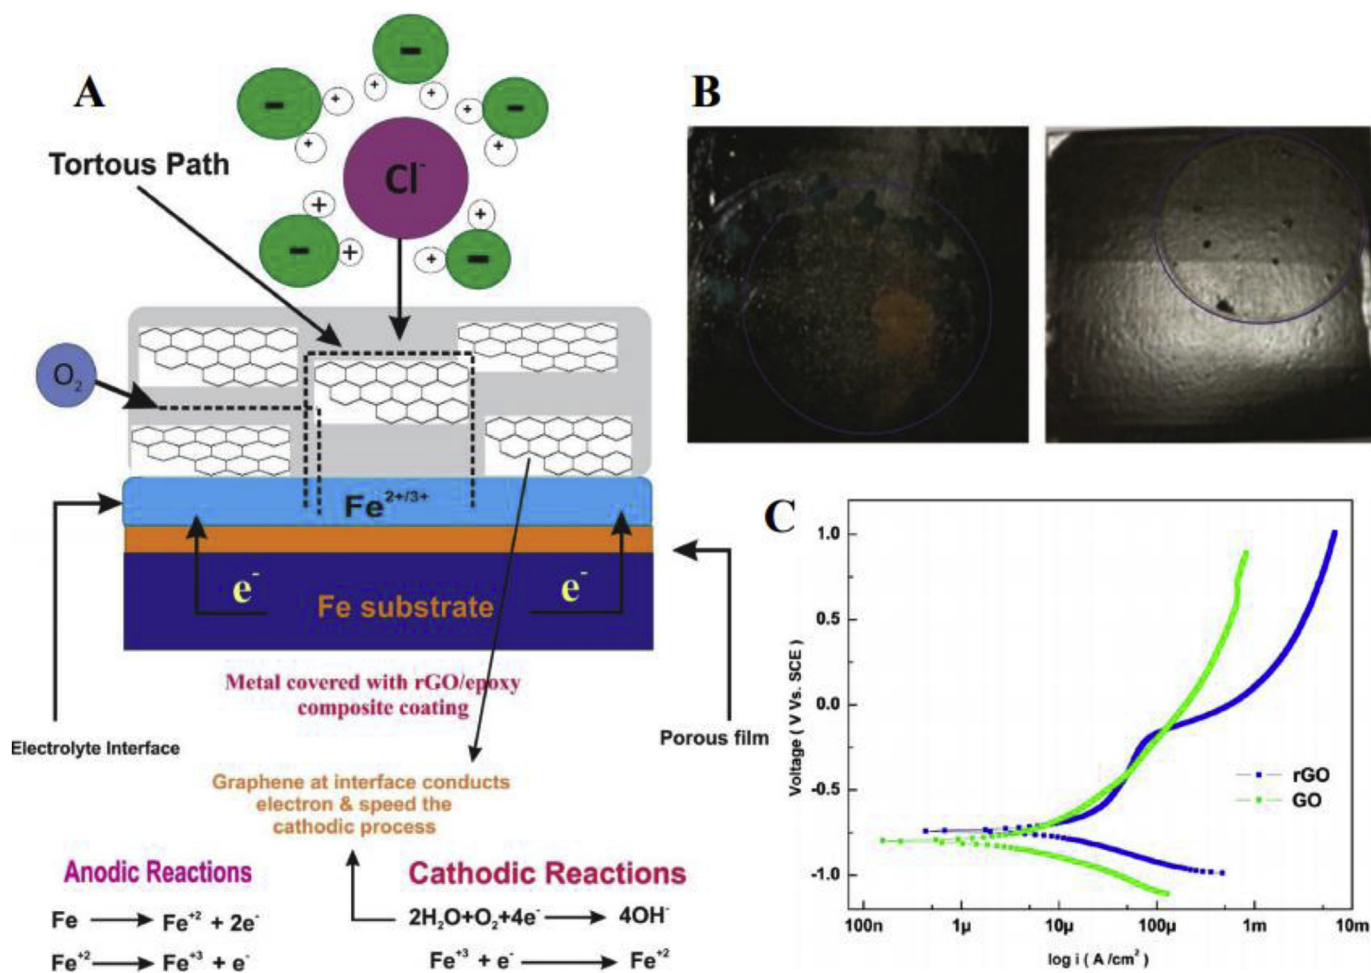 A
Tortous Path
Cl⁻
O₂
Fe²⁺/³⁺
e⁻
e⁻
Fe substrate
Metal covered with rGO/epoxy
composite coating
Electrolyte Interface
Porous film
Graphene at interface conducts
electron & speed the
cathodic process
Anodic Reactions
Fe → Fe⁺² + 2e⁻
Fe⁺² → Fe⁺³ + e⁻
Cathodic Reactions
2H₂O+O₂+4e⁻ → 4OH⁻
Fe⁺³ + e⁻ → Fe⁺²
B
C
Voltage ( V Vs. SCE )
1.0
0.5
0.0
-0.5
-1.0
rGO
GO
100n 1µ 10µ 100µ 1m 10m
log i ( A /cm² )